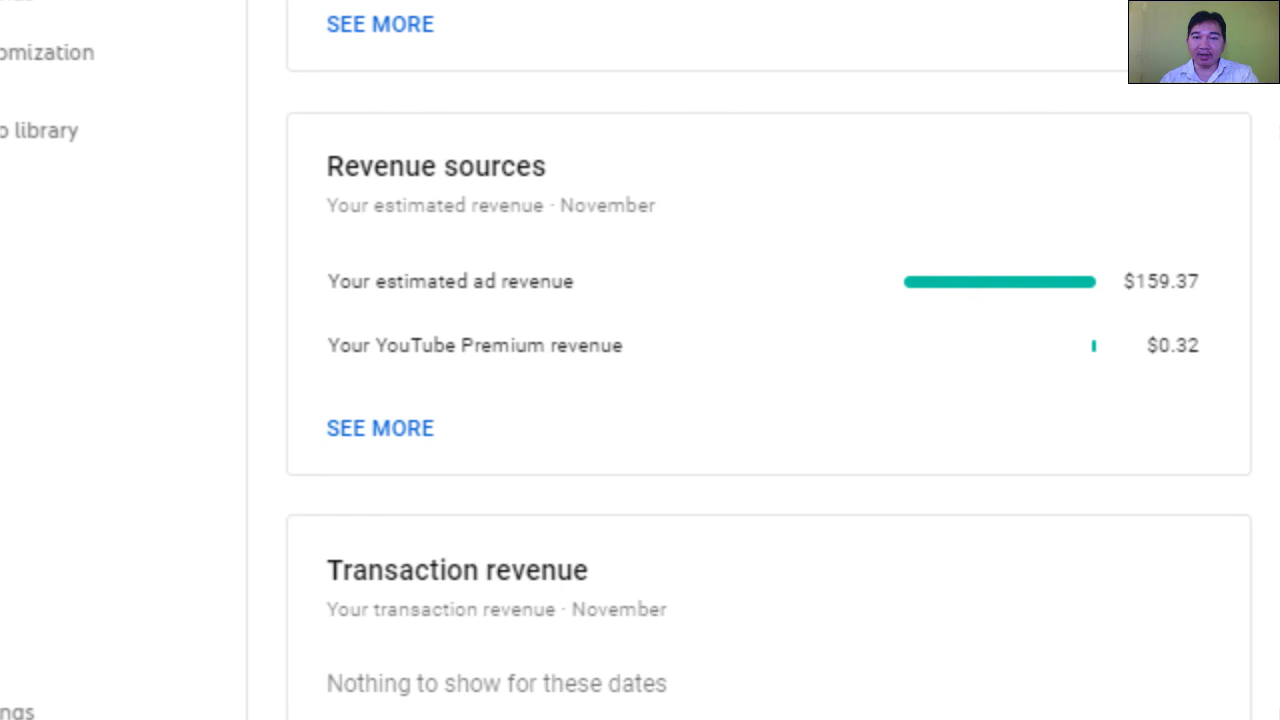 SEE MORE
omization
o library
Revenue sources
Your estimated revenue · November
Your estimated ad revenue $159.37
Your YouTube Premium revenue $0.32
SEE MORE
Transaction revenue
Your transaction revenue · November
Nothing to show for these dates
ngs